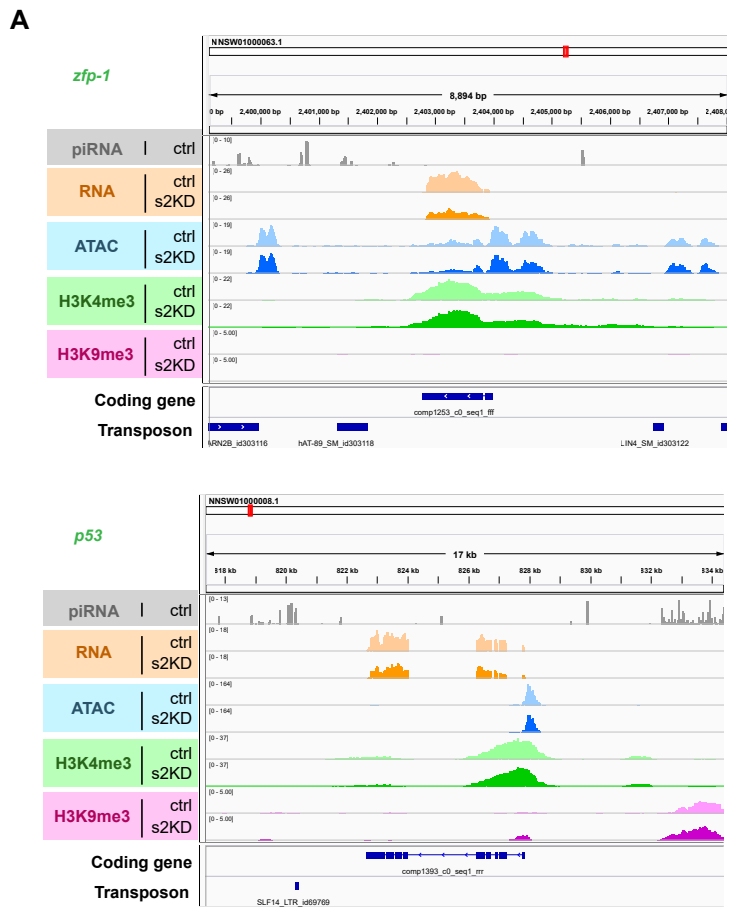 A
NNSW01000063.1
zfp-1
8,894 bp
0 bp 2,400,000 bp 2,401,000 bp 2,402,000 bp 2,403,000 bp 2,404,000 bp 2,405,000 bp 2,406,000 bp 2,407,000 bp 2,408,0
piRNA ctrl [0 - 10]
RNA ctrl [0 - 26]
s2KD [0 - 26]
ATAC ctrl [0 - 19]
s2KD [0 - 19]
H3K4me3 ctrl [0 - 22]
s2KD [0 - 22]
H3K9me3 ctrl [0 - 5.00]
s2KD [0 - 5.00]
Coding gene
comp1253_c0_seq1_fff
Transposon
ARN2B_id303116 hAT-89_SM_id303118 LIN4_SM_id303122
NNSW01000008.1
p53
17 kb
818 kb 820 kb 822 kb 824 kb 826 kb 828 kb 830 kb 832 kb 834 kb
piRNA ctrl [0 - 13]
RNA ctrl [0 - 18]
s2KD [0 - 18]
ATAC ctrl [0 - 164]
s2KD [0 - 164]
H3K4me3 ctrl [0 - 37]
s2KD [0 - 37]
H3K9me3 ctrl [0 - 5.00]
s2KD [0 - 5.00]
Coding gene
comp1393_c0_seq1_rrr
Transposon
SLF14_LTR_id69769